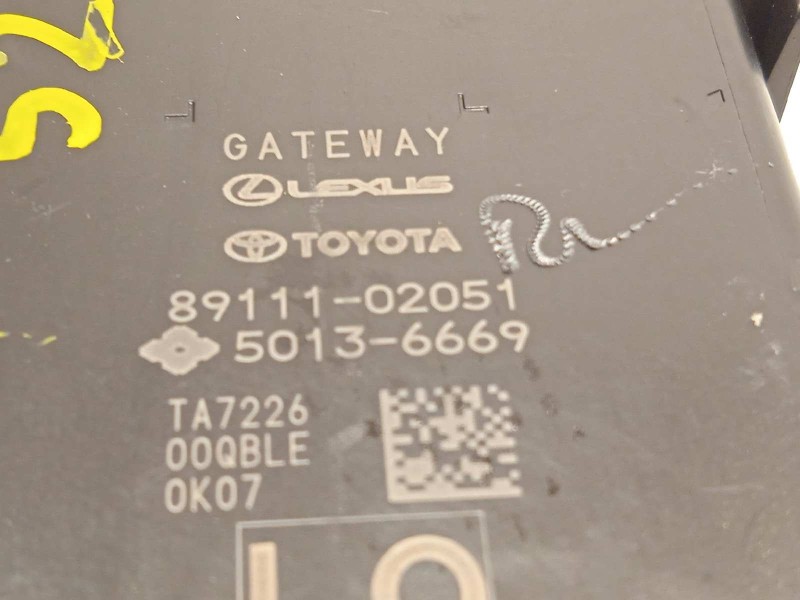 GATEWAY
LEXUS
TOYOTA
89111-02051
5013-6669
TA7226
00QBLE
0K07